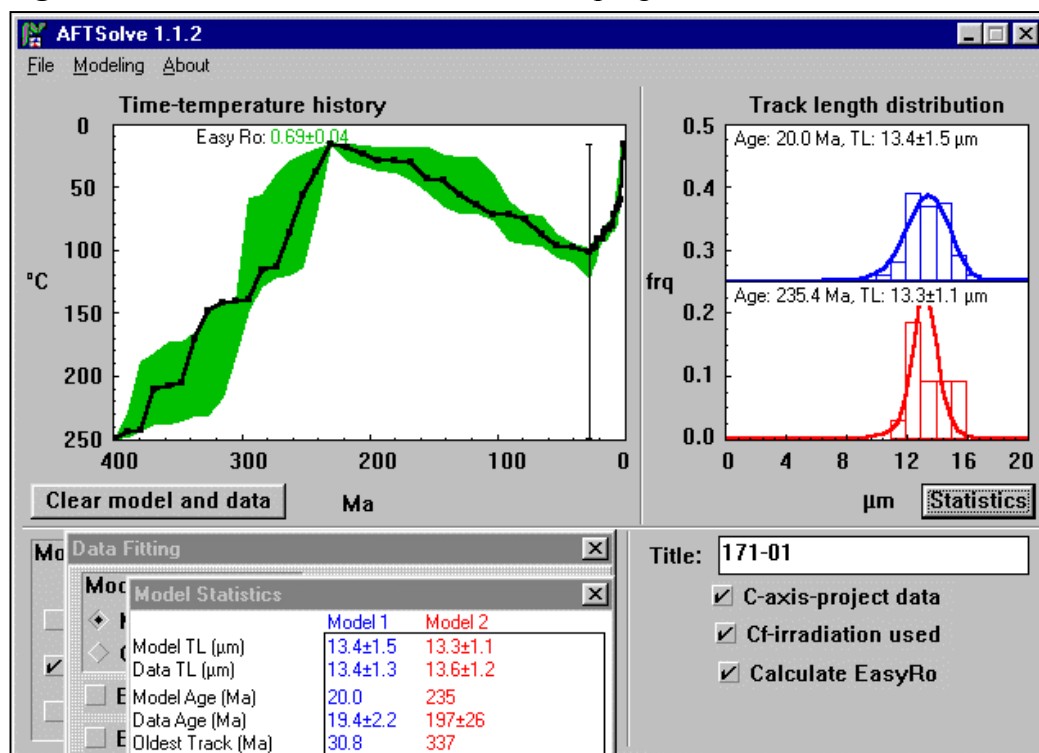 AFTSolve 1.1.2
File Modeling About
Time-temperature history
Easy Ro: 0.69±0.04
0
50
100
150
200
250
°C
400 300 200 100 0
Ma
Clear model and data
Track length distribution
Age: 20.0 Ma, TL: 13.4±1.5 µm
Age: 235.4 Ma, TL: 13.3±1.1 µm
0.5
0.4
0.3
frq
0.2
0.1
0.0
0 4 8 12 16 20
µm
Statistics
Data Fitting
Model Statistics
Model 1 Model 2
Model TL (µm) 13.4±1.5 13.3±1.1
Data TL (µm) 13.4±1.3 13.6±1.2
Model Age (Ma) 20.0 235
Data Age (Ma) 19.4±2.2 197±26
Oldest Track (Ma) 30.8 337
Title: 171-01
C-axis-project data
Cf-irradiation used
Calculate EasyRo